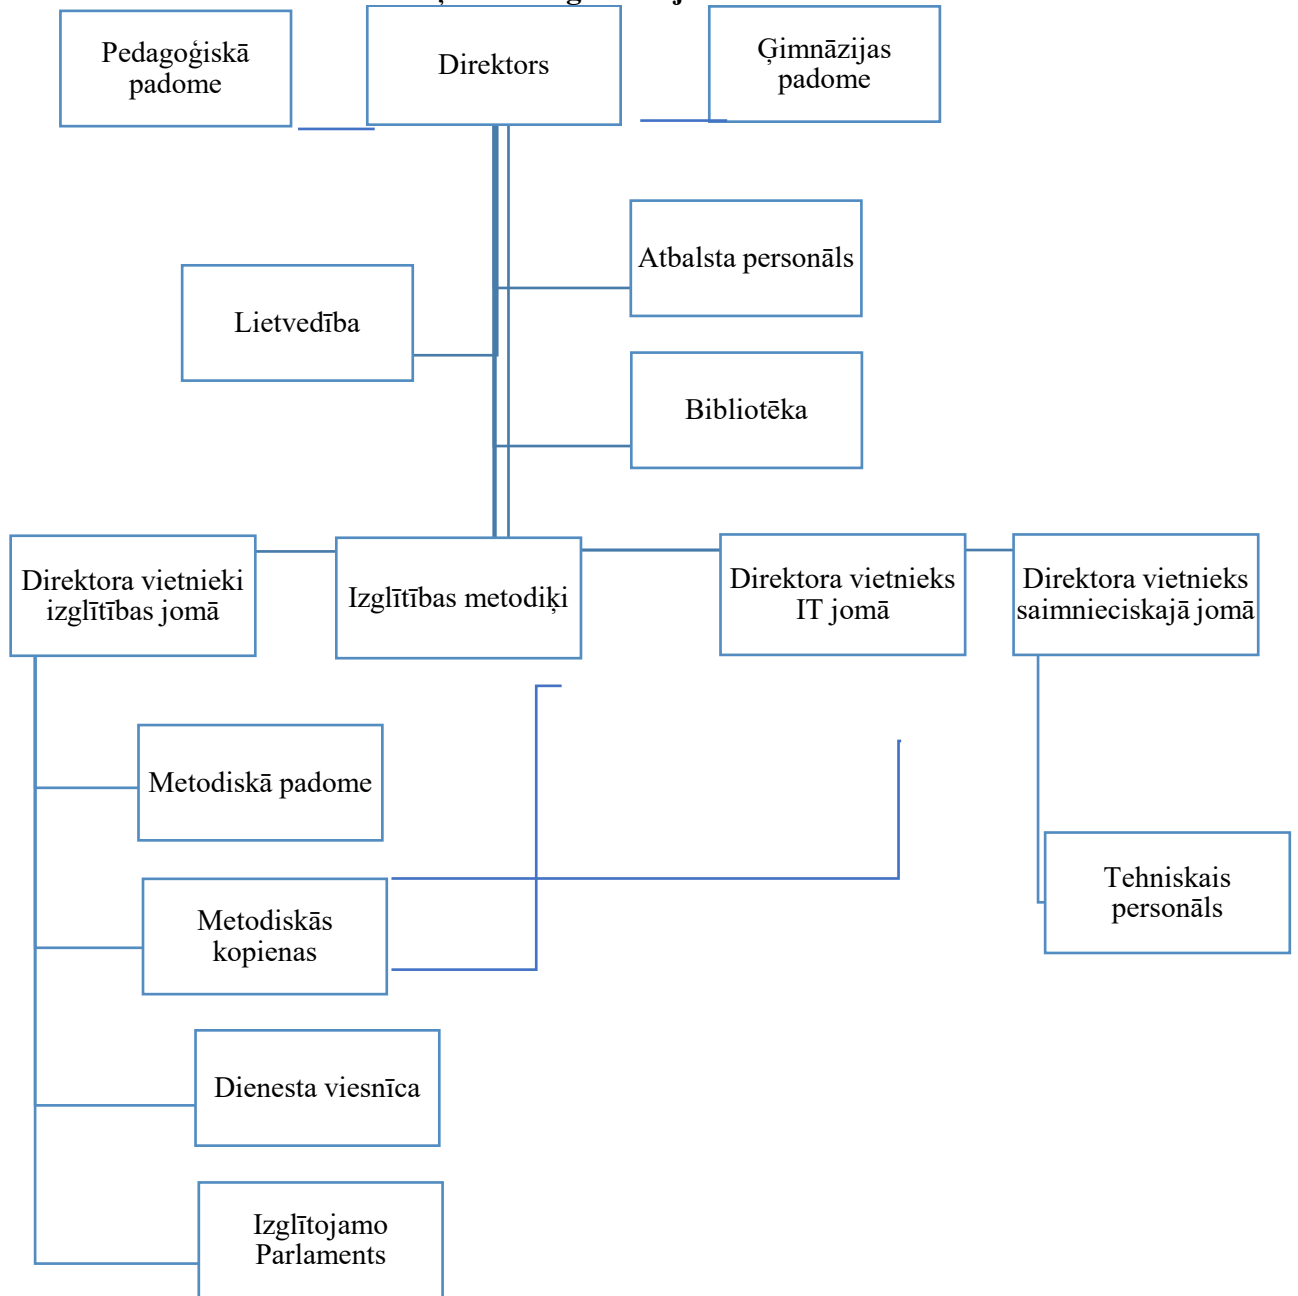 Pedagoģiskā
padome
Direktors
Ģimnāzijas
padome
Atbalsta personāls
Lietvedība
Bibliotēka
Direktora vietnieki
izglītības jomā
Izglītības metodiķi
Direktora vietnieks
IT jomā
Direktora vietnieks
saimnieciskajā jomā
Metodiskā padome
Metodiskās
kopienas
Tehniskais
personāls
Dienesta viesnīca
Izglītojamo
Parlaments